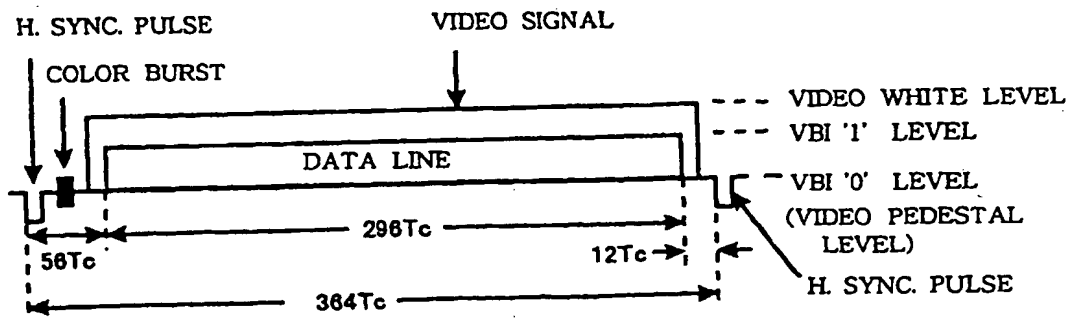 H. SYNC. PULSE
VIDEO SIGNAL
COLOR BURST
VIDEO WHITE LEVEL
VBI '1' LEVEL
DATA LINE
VBI '0' LEVEL
(VIDEO PEDESTAL
LEVEL)
56Tc
296Tc
12Tc
364Tc
H. SYNC. PULSE